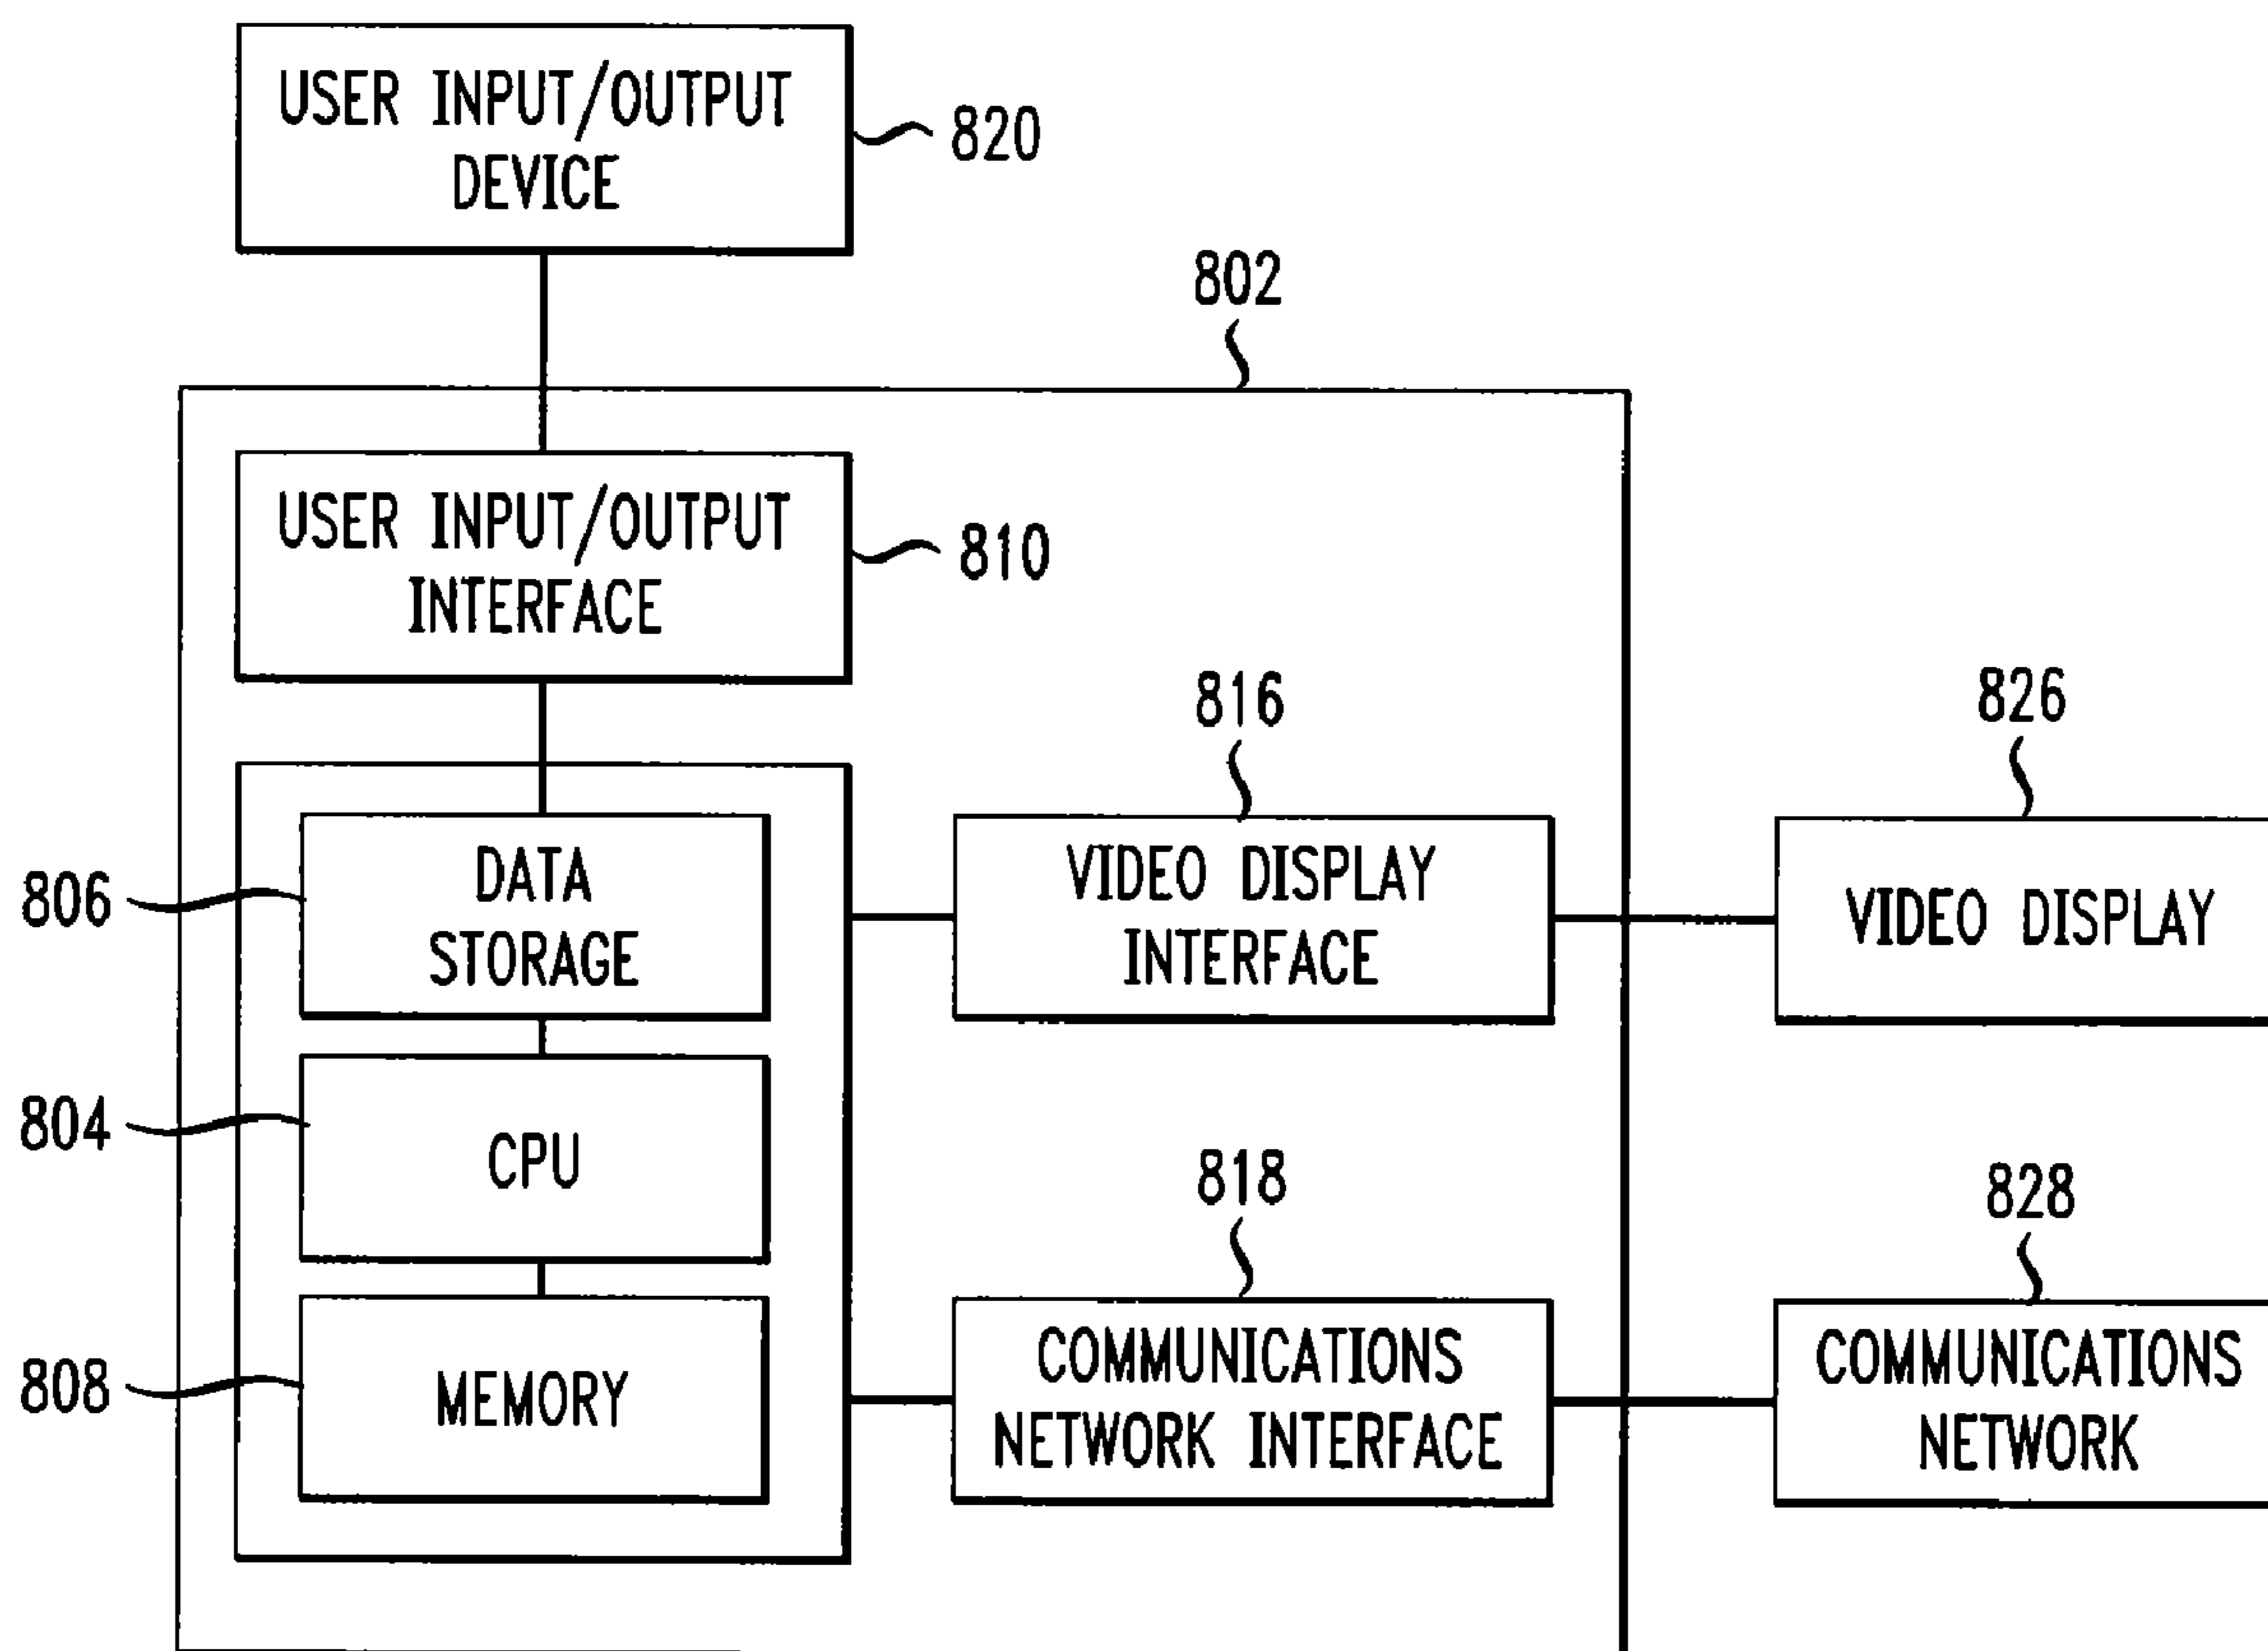 USER INPUT/OUTPUT
DEVICE
820
802
USER INPUT/OUTPUT
INTERFACE
810
816
826
806
DATA
STORAGE
VIDEO DISPLAY
INTERFACE
VIDEO DISPLAY
804
CPU
818
828
808
MEMORY
COMMUNICATIONS
NETWORK INTERFACE
COMMUNICATIONS
NETWORK